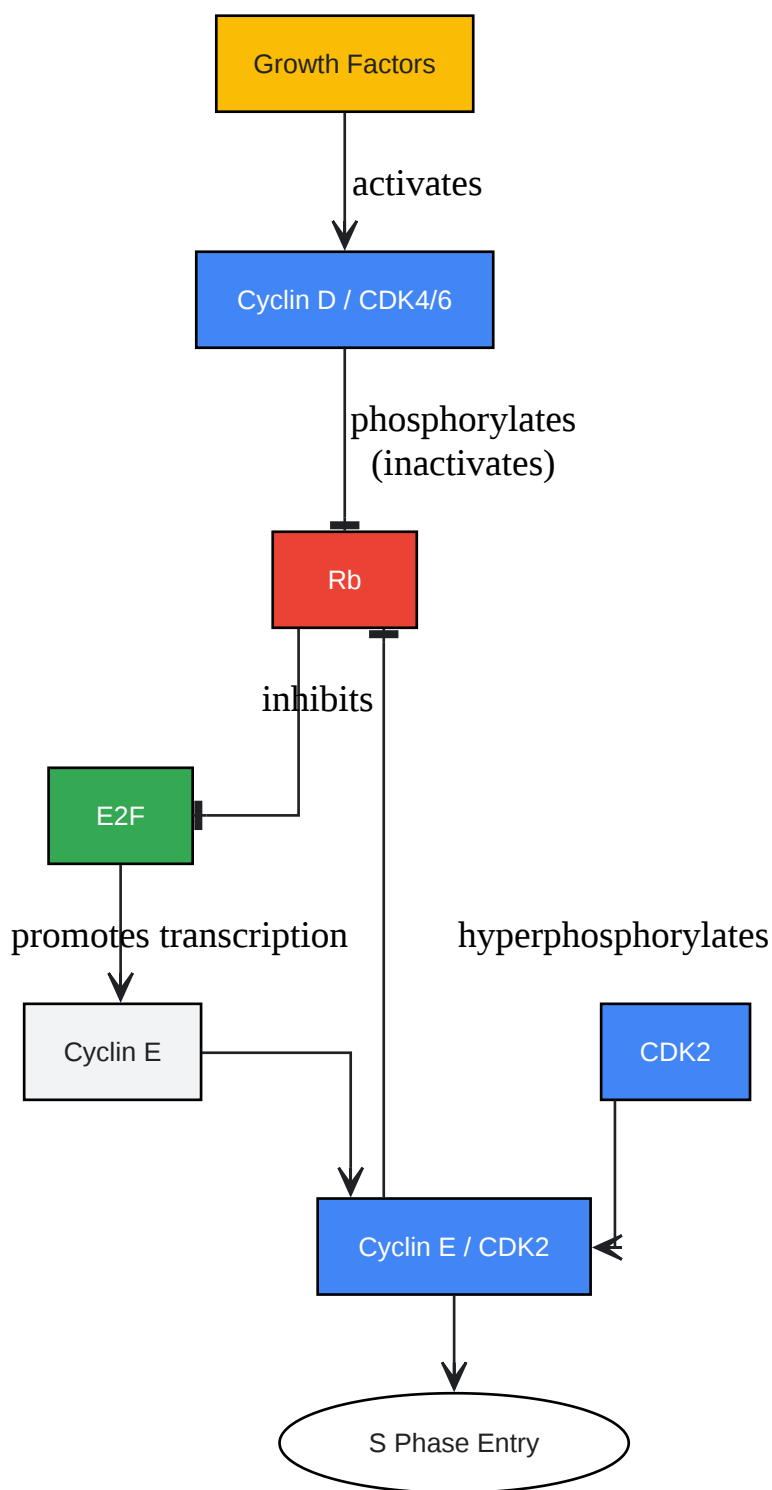 Growth Factors
activates
Cyclin D / CDK4/6
phosphorylates
(inactivates)
Rb
inhibits
E2F
promotes transcription
hyperphosphorylates
Cyclin E
CDK2
Cyclin E / CDK2
S Phase Entry